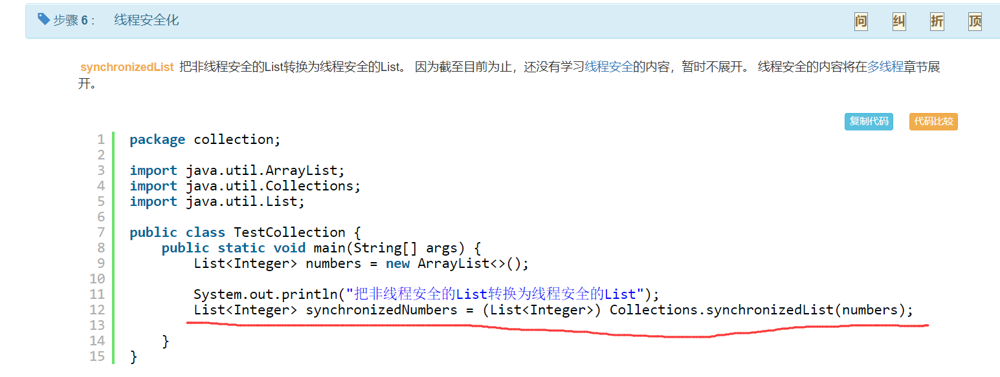 步骤 6 : 线程安全化 问 纠 折 顶
synchronizedList 把非线程安全的List转换为线程安全的List。 因为截至目前为止，还没有学习线程安全的内容，暂时不展开。 线程安全的内容将在多线程章节展
开。
复制代码 代码比较
1 package collection;
2
3 import java.util.ArrayList;
4 import java.util.Collections;
5 import java.util.List;
6
7 public class TestCollection {
8     public static void main(String[] args) {
9         List<Integer> numbers = new ArrayList<>();
10
11         System.out.println("把非线程安全的List转换为线程安全的List");
12         List<Integer> synchronizedNumbers = (List<Integer>) Collections.synchronizedList(numbers);
13
14     }
15 }